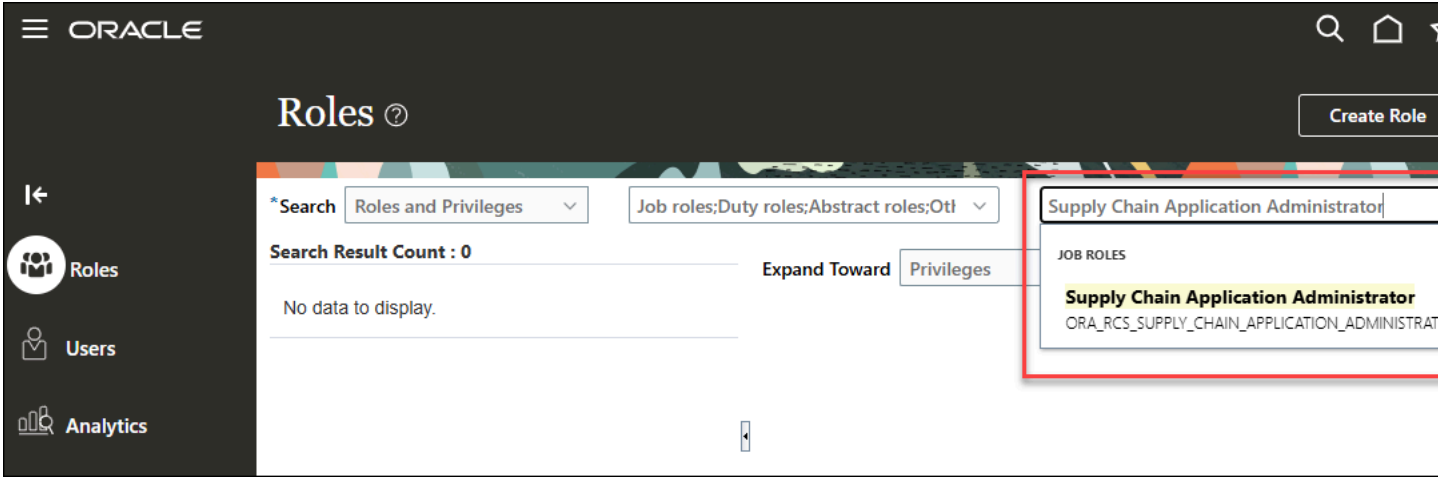 ORACLE
Roles
Create Role
*Search Roles and Privileges Job roles;Duty roles;Abstract roles;Otl Supply Chain Application Administrator
Search Result Count : 0
Expand Toward Privileges
No data to display.
JOB ROLES
Supply Chain Application Administrator
ORA_RCS_SUPPLY_CHAIN_APPLICATION_ADMINISTRAT
Roles
Users
Analytics